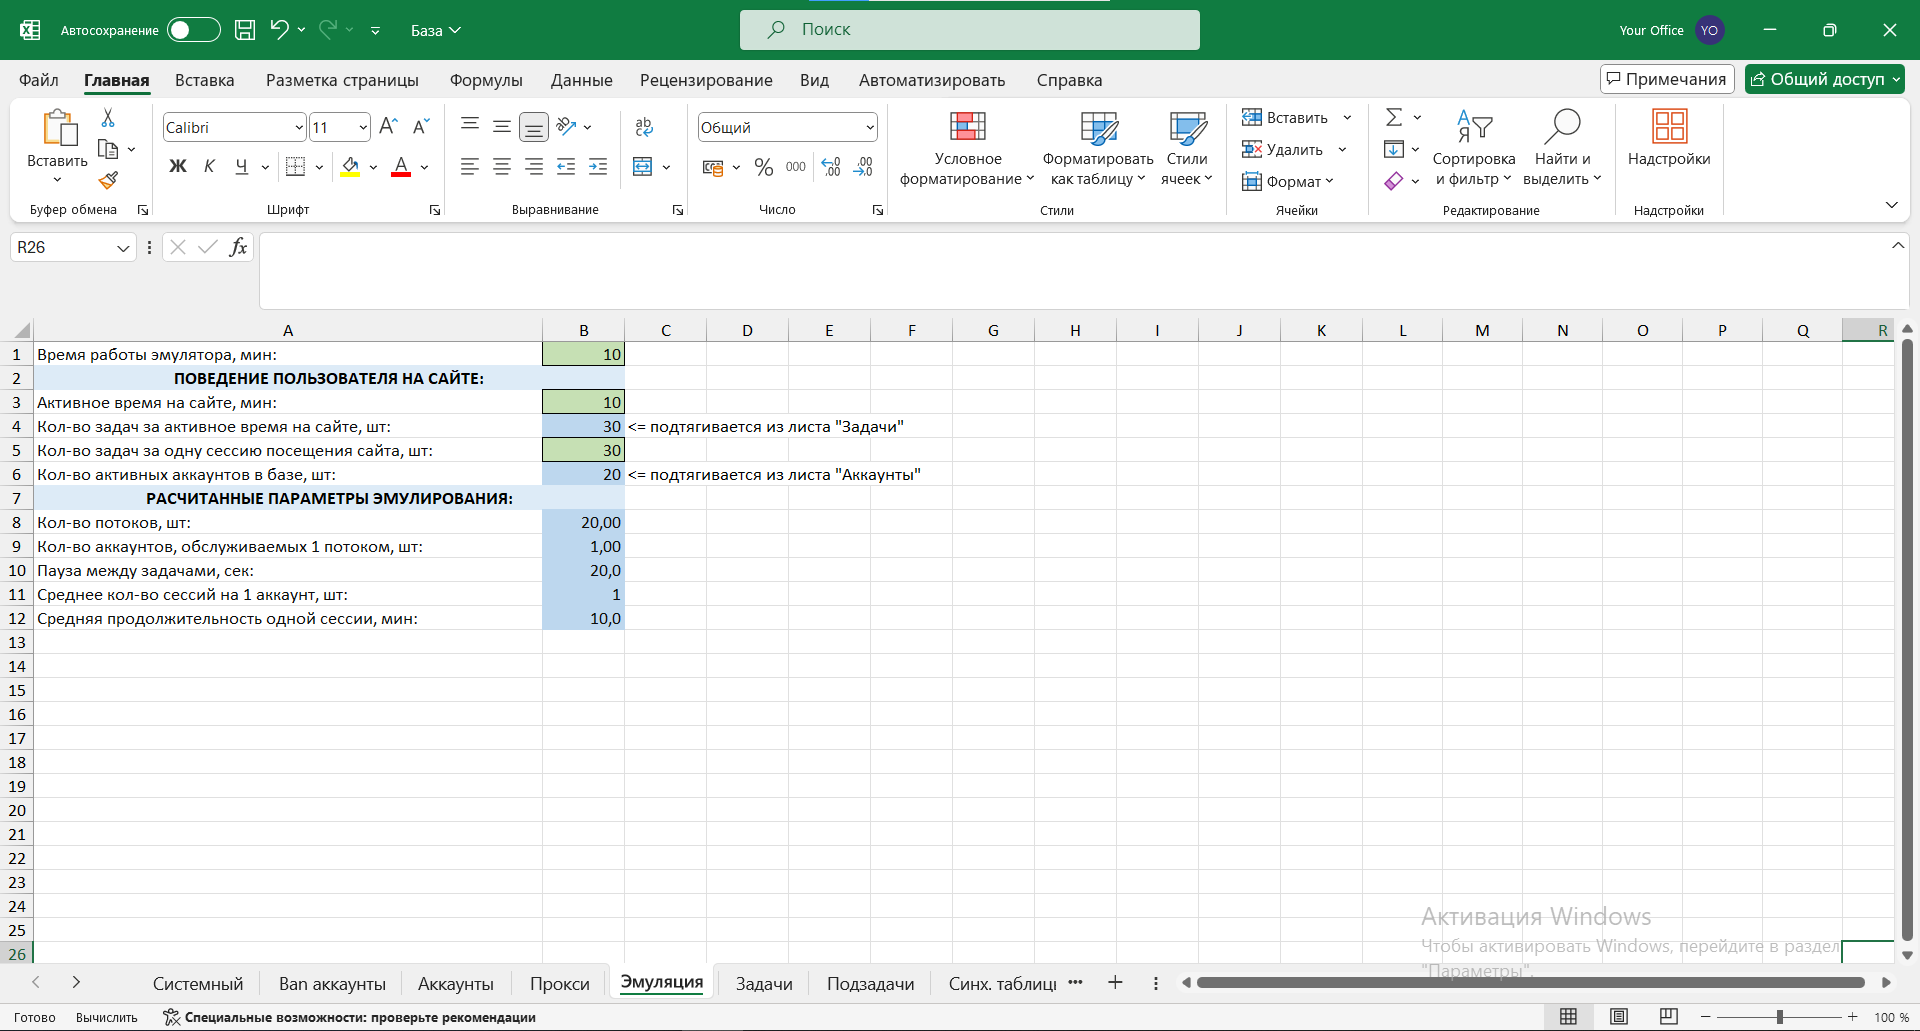 Автосохранение
База
Поиск
Your Office YO
Файл Главная Вставка Разметка страницы Формулы Данные Рецензирование Вид Автоматизировать Справка
Примечания Общий доступ
Вставить
Буфер обмена
Calibri 11
Ж К Ч А
Шрифт
Выравнивание
Общий
% 000
Число
Условное форматирование
Форматировать как таблицу
Стили ячеек
Стили
Вставить
Удалить
Формат
Ячейки
Сортировка и фильтр
Найти и выделить
Редактирование
Надстройки
Надстройки
R26 fx
A B C D E F G H I J K L M N O P Q R
1 Время работы эмулятора, мин: 10
2 ПОВЕДЕНИЕ ПОЛЬЗОВАТЕЛЯ НА САЙТЕ:
3 Активное время на сайте, мин: 10
4 Кол-во задач за активное время на сайте, шт: 30 <= подтягивается из листа "Задачи"
5 Кол-во задач за одну сессию посещения сайта, шт: 30
6 Кол-во активных аккаунтов в базе, шт: 20 <= подтягивается из листа "Аккаунты"
7 РАСЧИТАННЫЕ ПАРАМЕТРЫ ЭМУЛИРОВАНИЯ:
8 Кол-во потоков, шт: 20,00
9 Кол-во аккаунтов, обслуживаемых 1 потоком, шт: 1,00
10 Пауза между задачами, сек: 20,0
11 Среднее кол-во сессий на 1 аккаунт, шт: 1
12 Средняя продолжительность одной сессии, мин: 10,0
13
14
15
16
17
18
19
20
21
22
23
24
25
26
Активация Windows
Чтобы активировать Windows, перейдите в раздел
"Параметры".
Системный Ban аккаунты Аккаунты Прокси Эмуляция Задачи Подзадачи Синх. таблиц
Готово Вычислить Специальные возможности: проверьте рекомендации 100 %